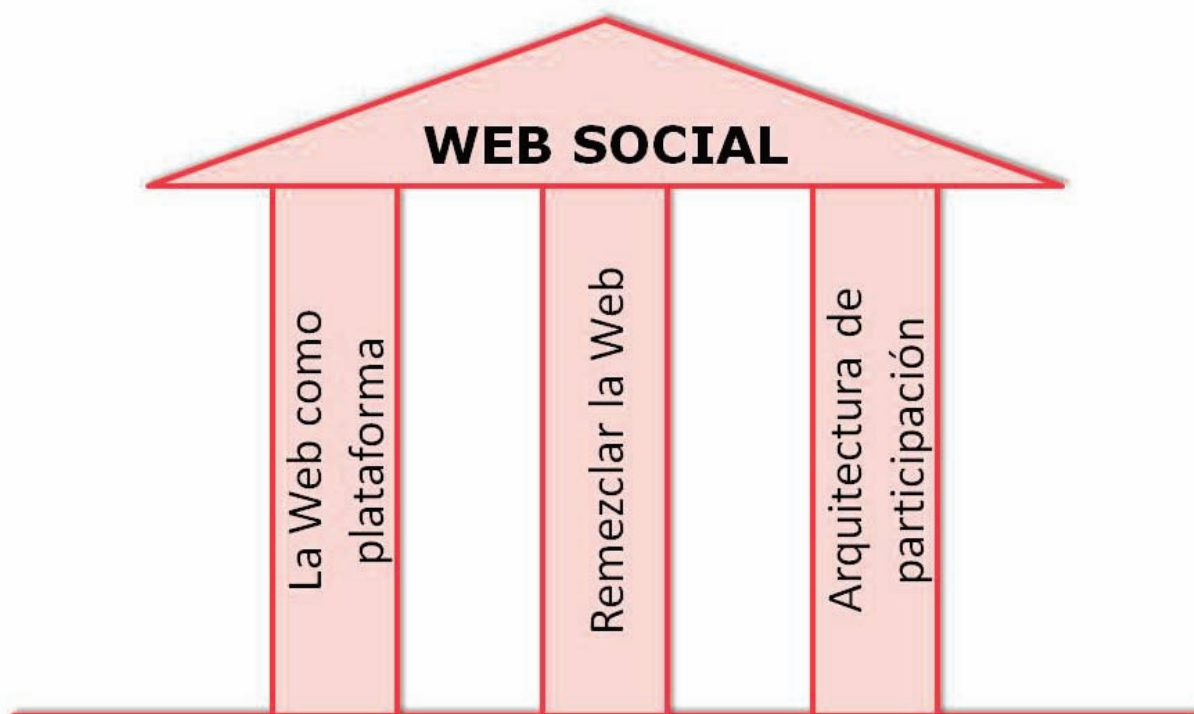 WEB SOCIAL
La Web como
plataforma
Remezclar la Web
Arquitectura de
participación